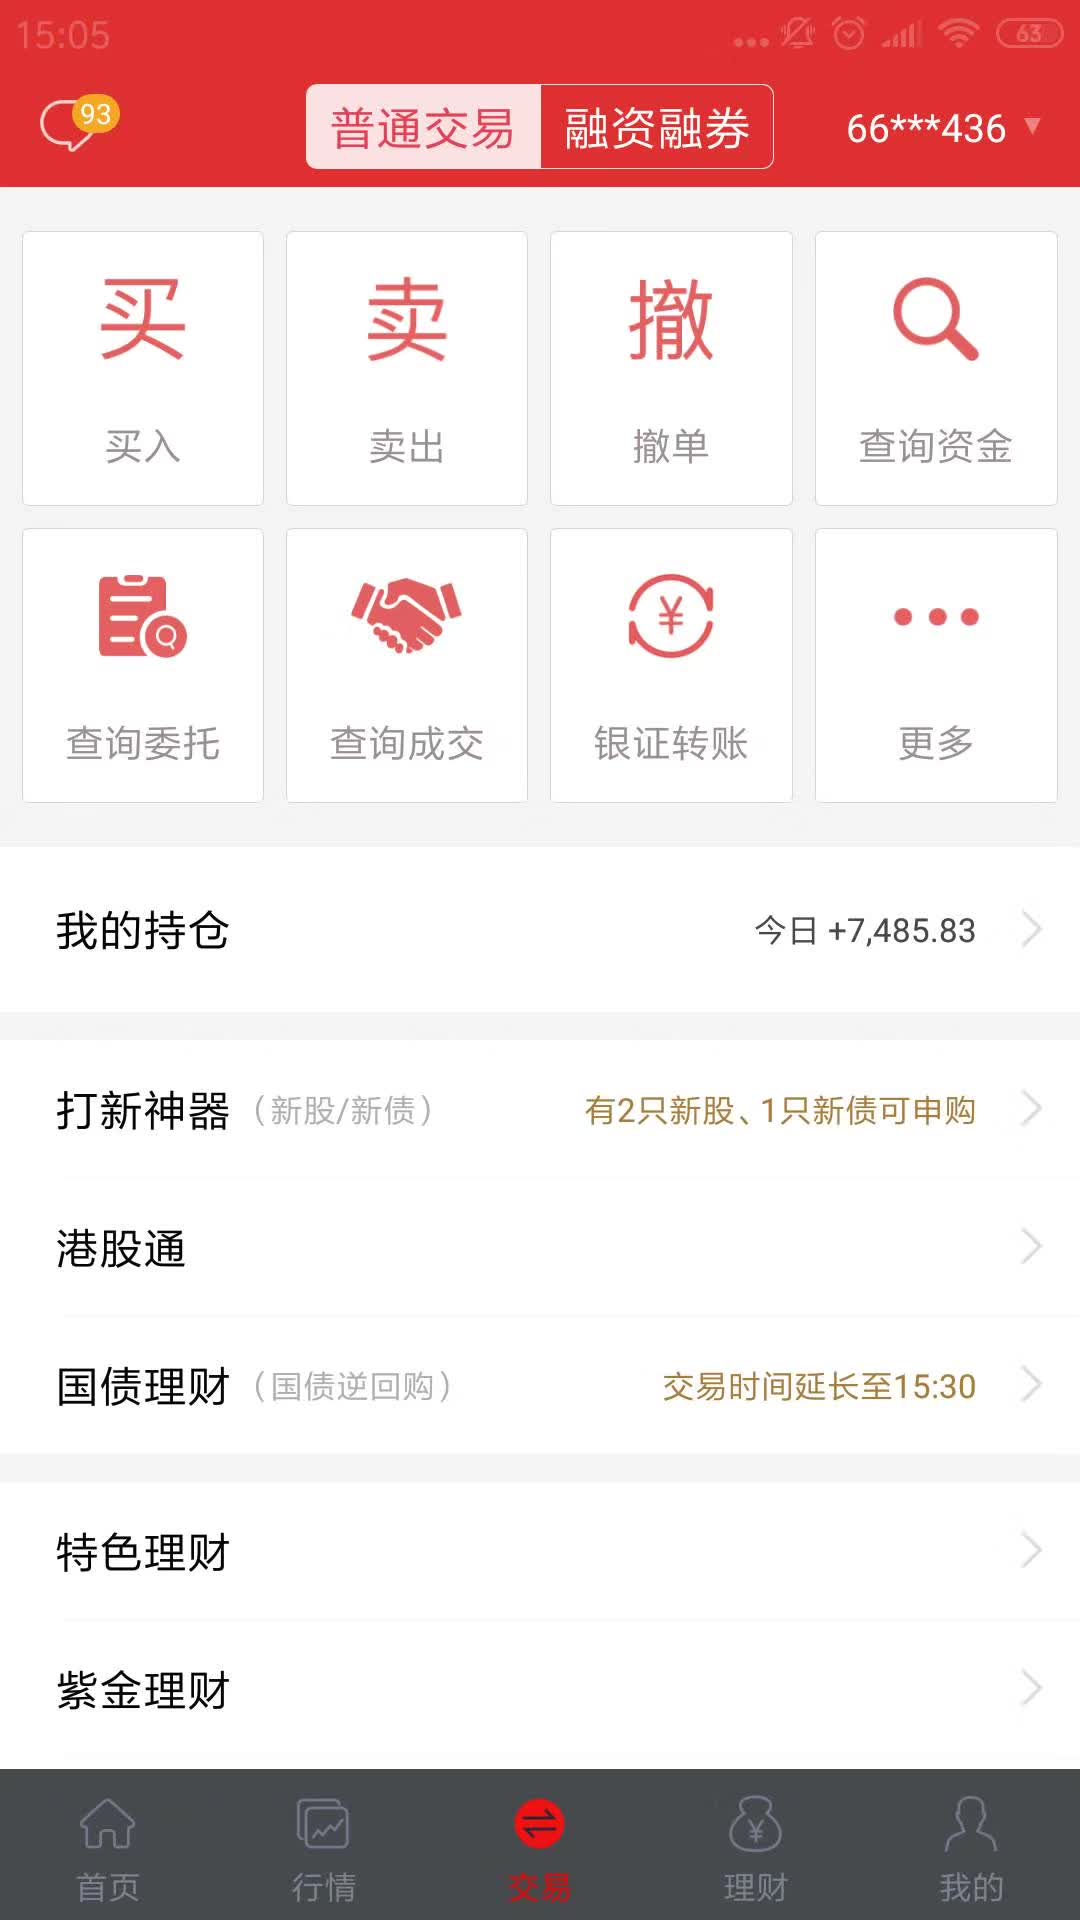 15:05
63
93
普通交易 融资融券 66***436
买 卖 撤
买入 卖出 撤单 查询资金
¥
查询委托 查询成交 银证转账 更多
我的持仓 今日 +7,485.83
打新神器（新股/新债） 有2只新股、1只新债可申购
港股通
国债理财（国债逆回购） 交易时间延长至15:30
特色理财
紫金理财
¥
首页 行情 交易 理财 我的